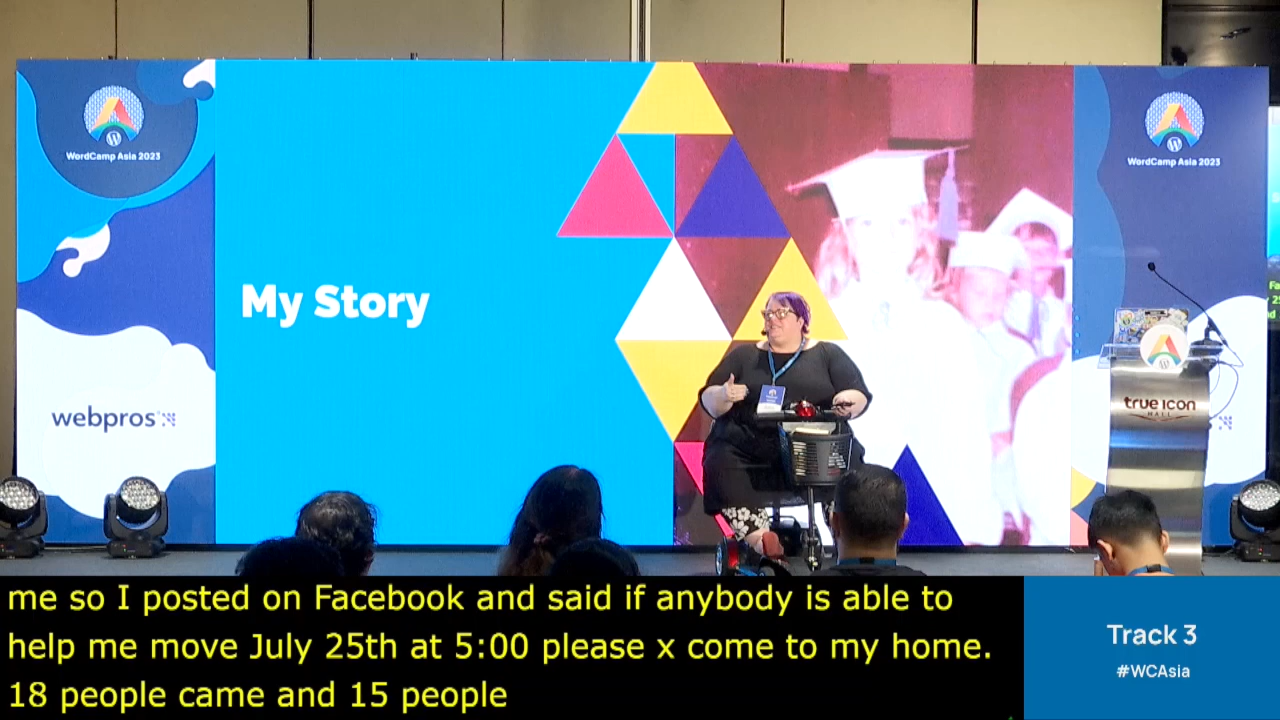 WordCamp Asia 2023
WordCamp Asia 2023
My Story
webpros
true icon
HALL
me so I posted on Facebook and said if anybody is able to
help me move July 25th at 5:00 please x come to my home.
18 people came and 15 people
Track 3
#WCAsia